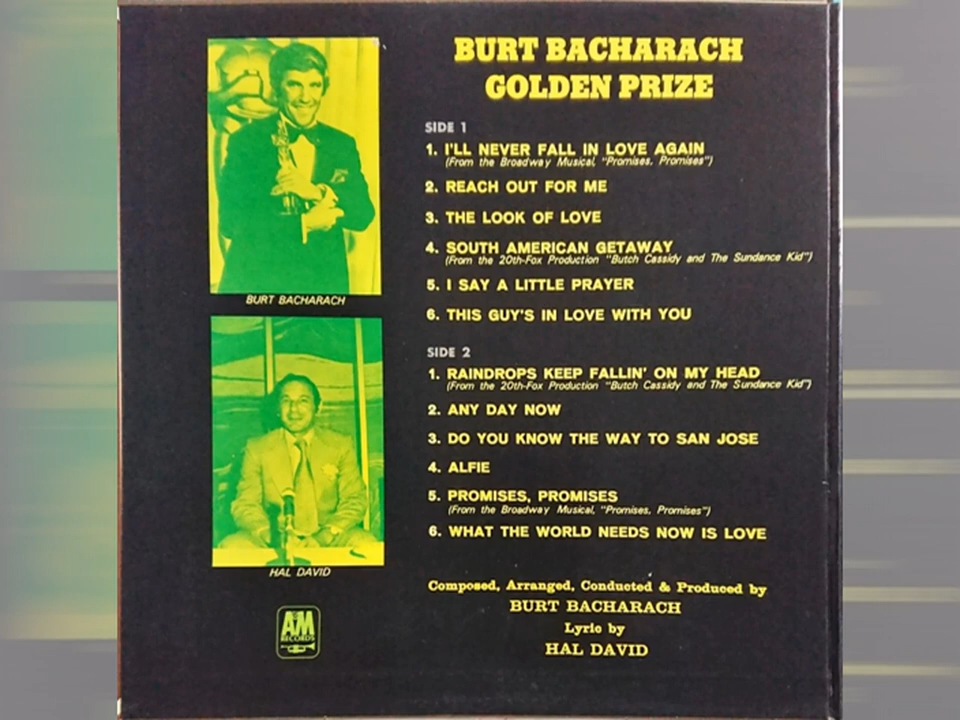 BURT BACHARACH
GOLDEN PRIZE
SIDE 1
1. I'LL NEVER FALL IN LOVE AGAIN
(From the Broadway Musical, "Promises, Promises")
2. REACH OUT FOR ME
3. THE LOOK OF LOVE
4. SOUTH AMERICAN GETAWAY
(From the 20th-Fox Production "Butch Cassidy and The Sundance Kid")
5. I SAY A LITTLE PRAYER
6. THIS GUY'S IN LOVE WITH YOU
SIDE 2
1. RAINDROPS KEEP FALLIN' ON MY HEAD
(From the 20th-Fox Production "Butch Cassidy and The Sundance Kid")
2. ANY DAY NOW
3. DO YOU KNOW THE WAY TO SAN JOSE
4. ALFIE
5. PROMISES, PROMISES
(From the Broadway Musical, "Promises, Promises")
6. WHAT THE WORLD NEEDS NOW IS LOVE
Composed, Arranged, Conducted & Produced by
BURT BACHARACH
Lyric by
HAL DAVID
BURT BACHARACH
HAL DAVID
A&M
RECORDS